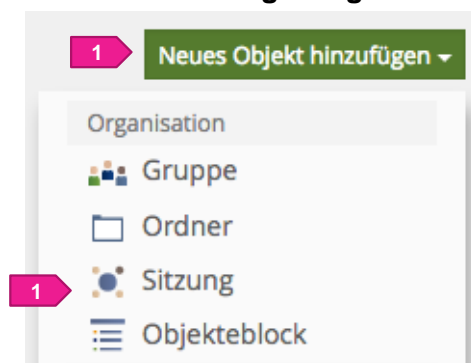 1 Neues Objekt hinzufügen
Organisation
Gruppe
Ordner
1 Sitzung
Objekteblock